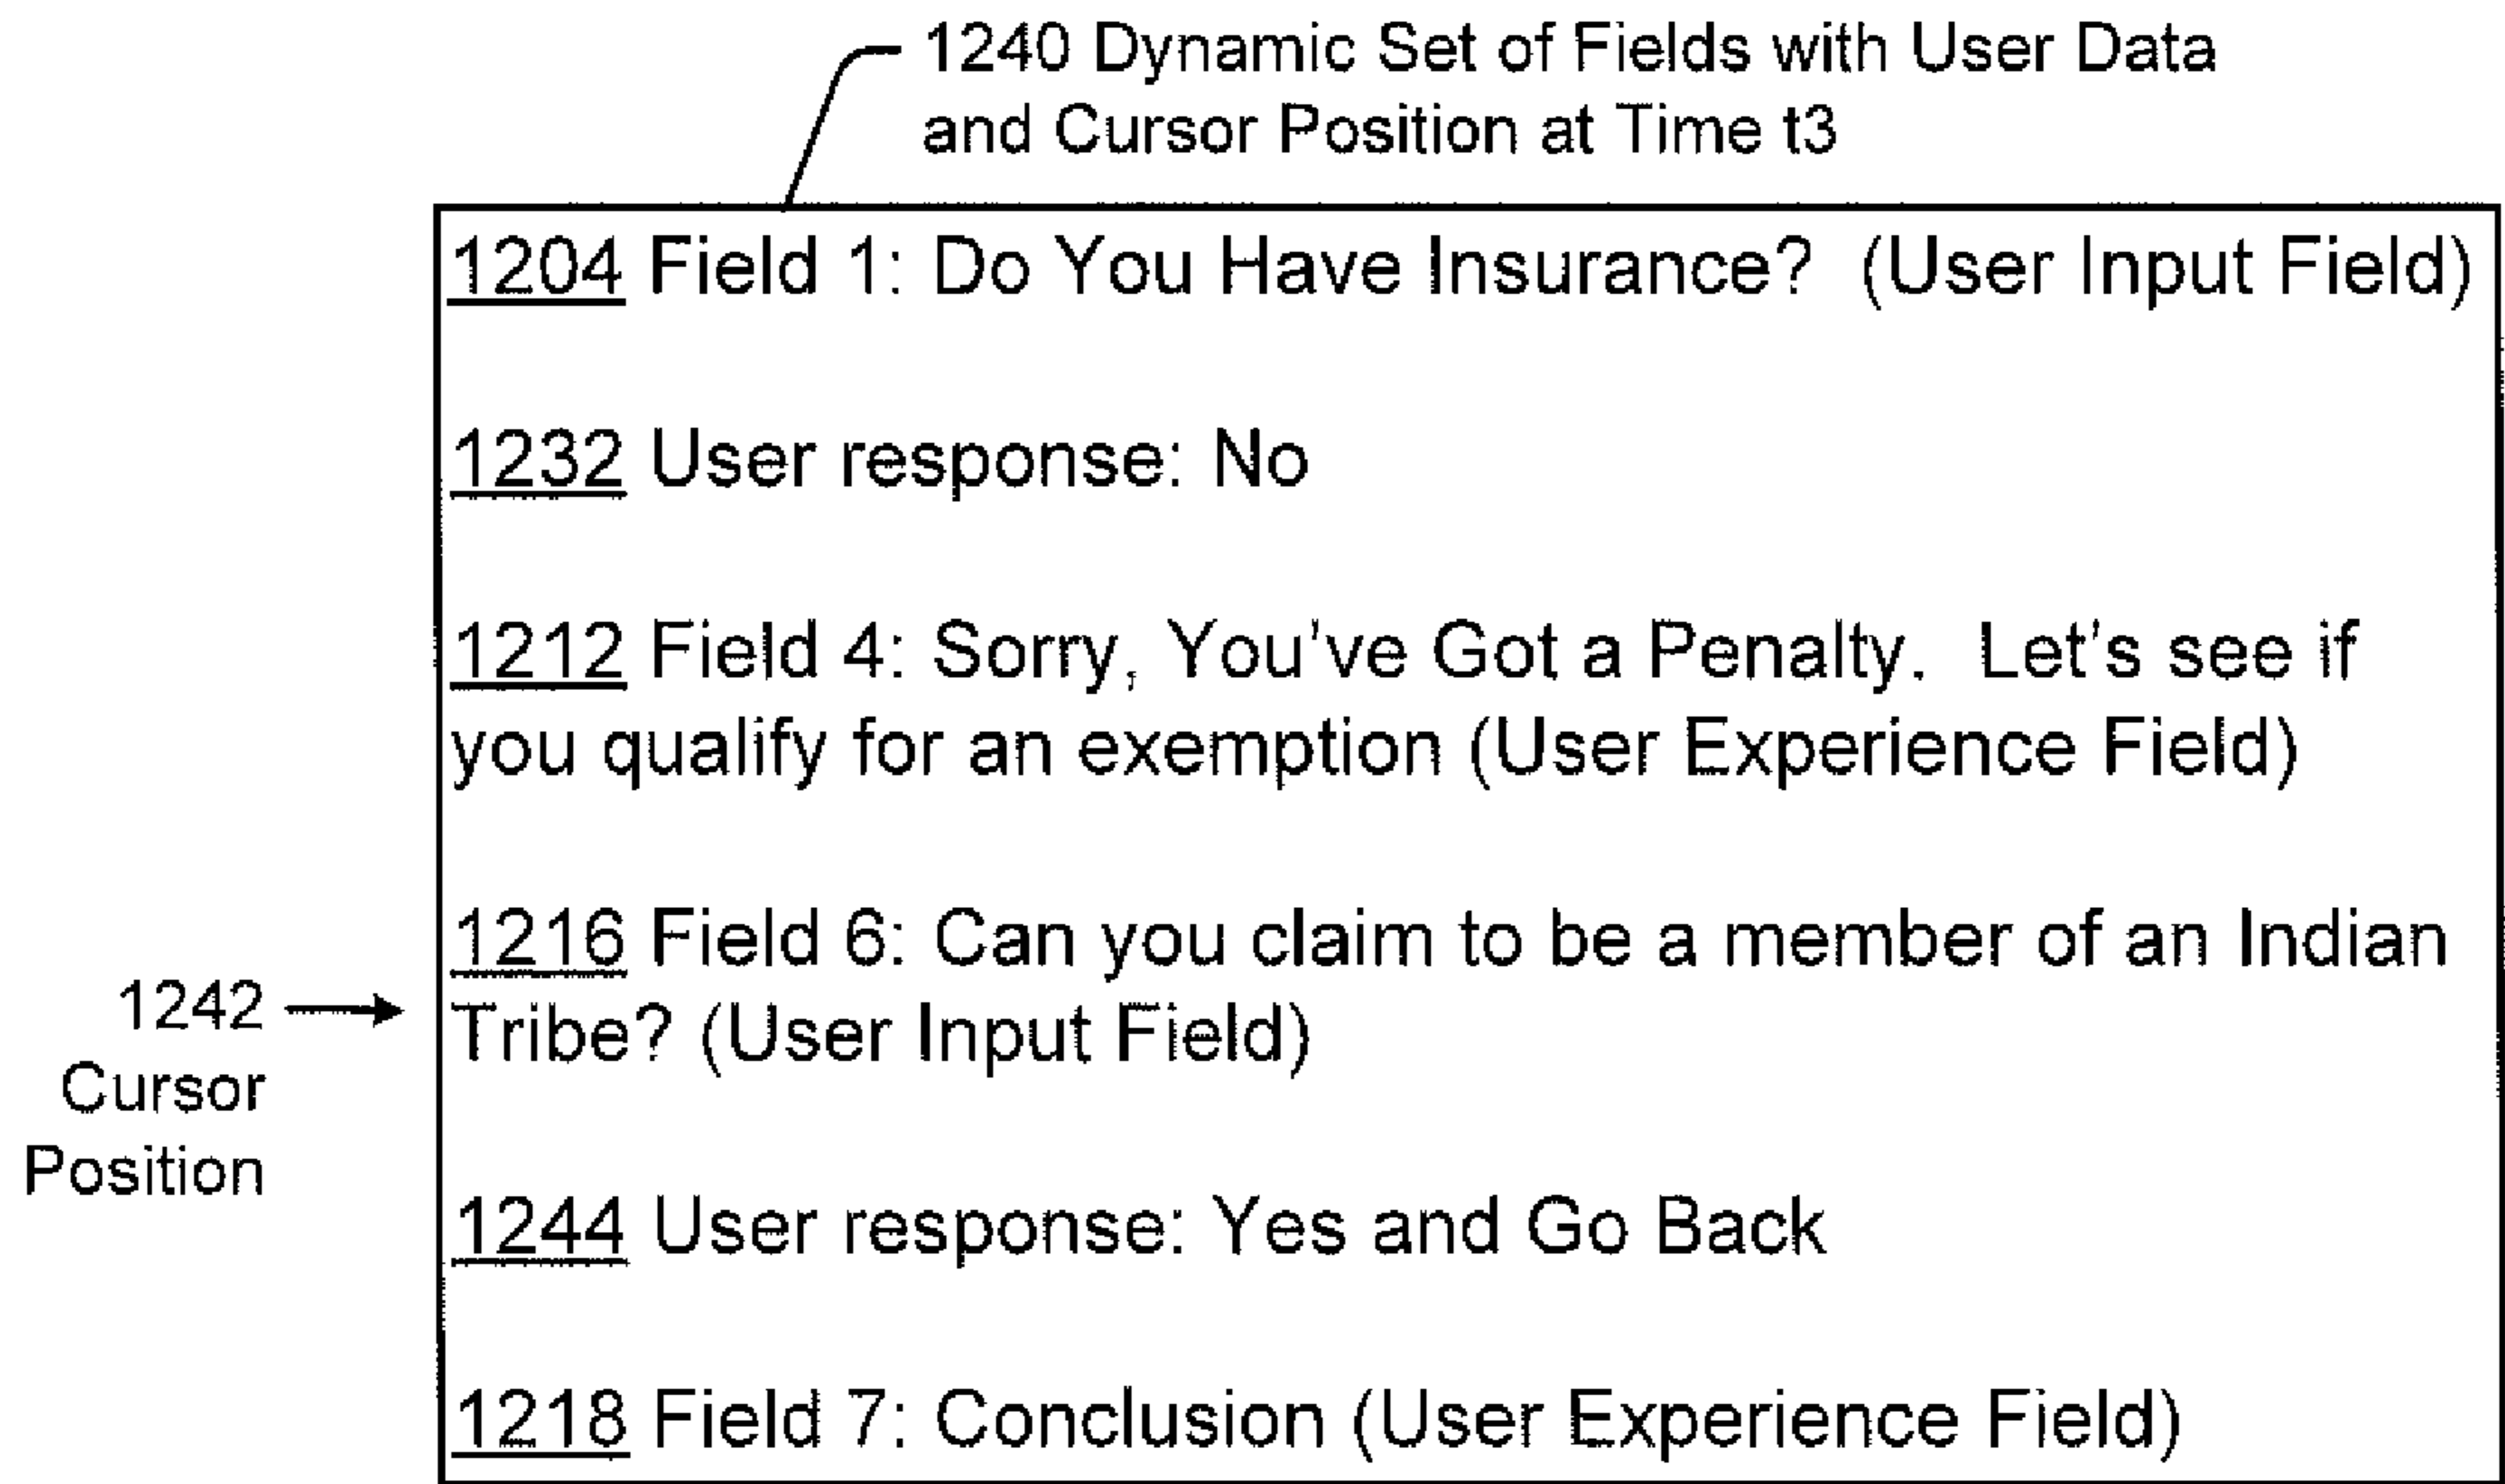 1240 Dynamic Set of Fields with User Data
and Cursor Position at Time t3
1204 Field 1: Do You Have Insurance? (User Input Field)
1232 User response: No
1212 Field 4: Sorry, You've Got a Penalty. Let's see if
you qualify for an exemption (User Experience Field)
1216 Field 6: Can you claim to be a member of an Indian
Tribe? (User Input Field)
1242
Cursor
Position
1244 User response: Yes and Go Back
1218 Field 7: Conclusion (User Experience Field)